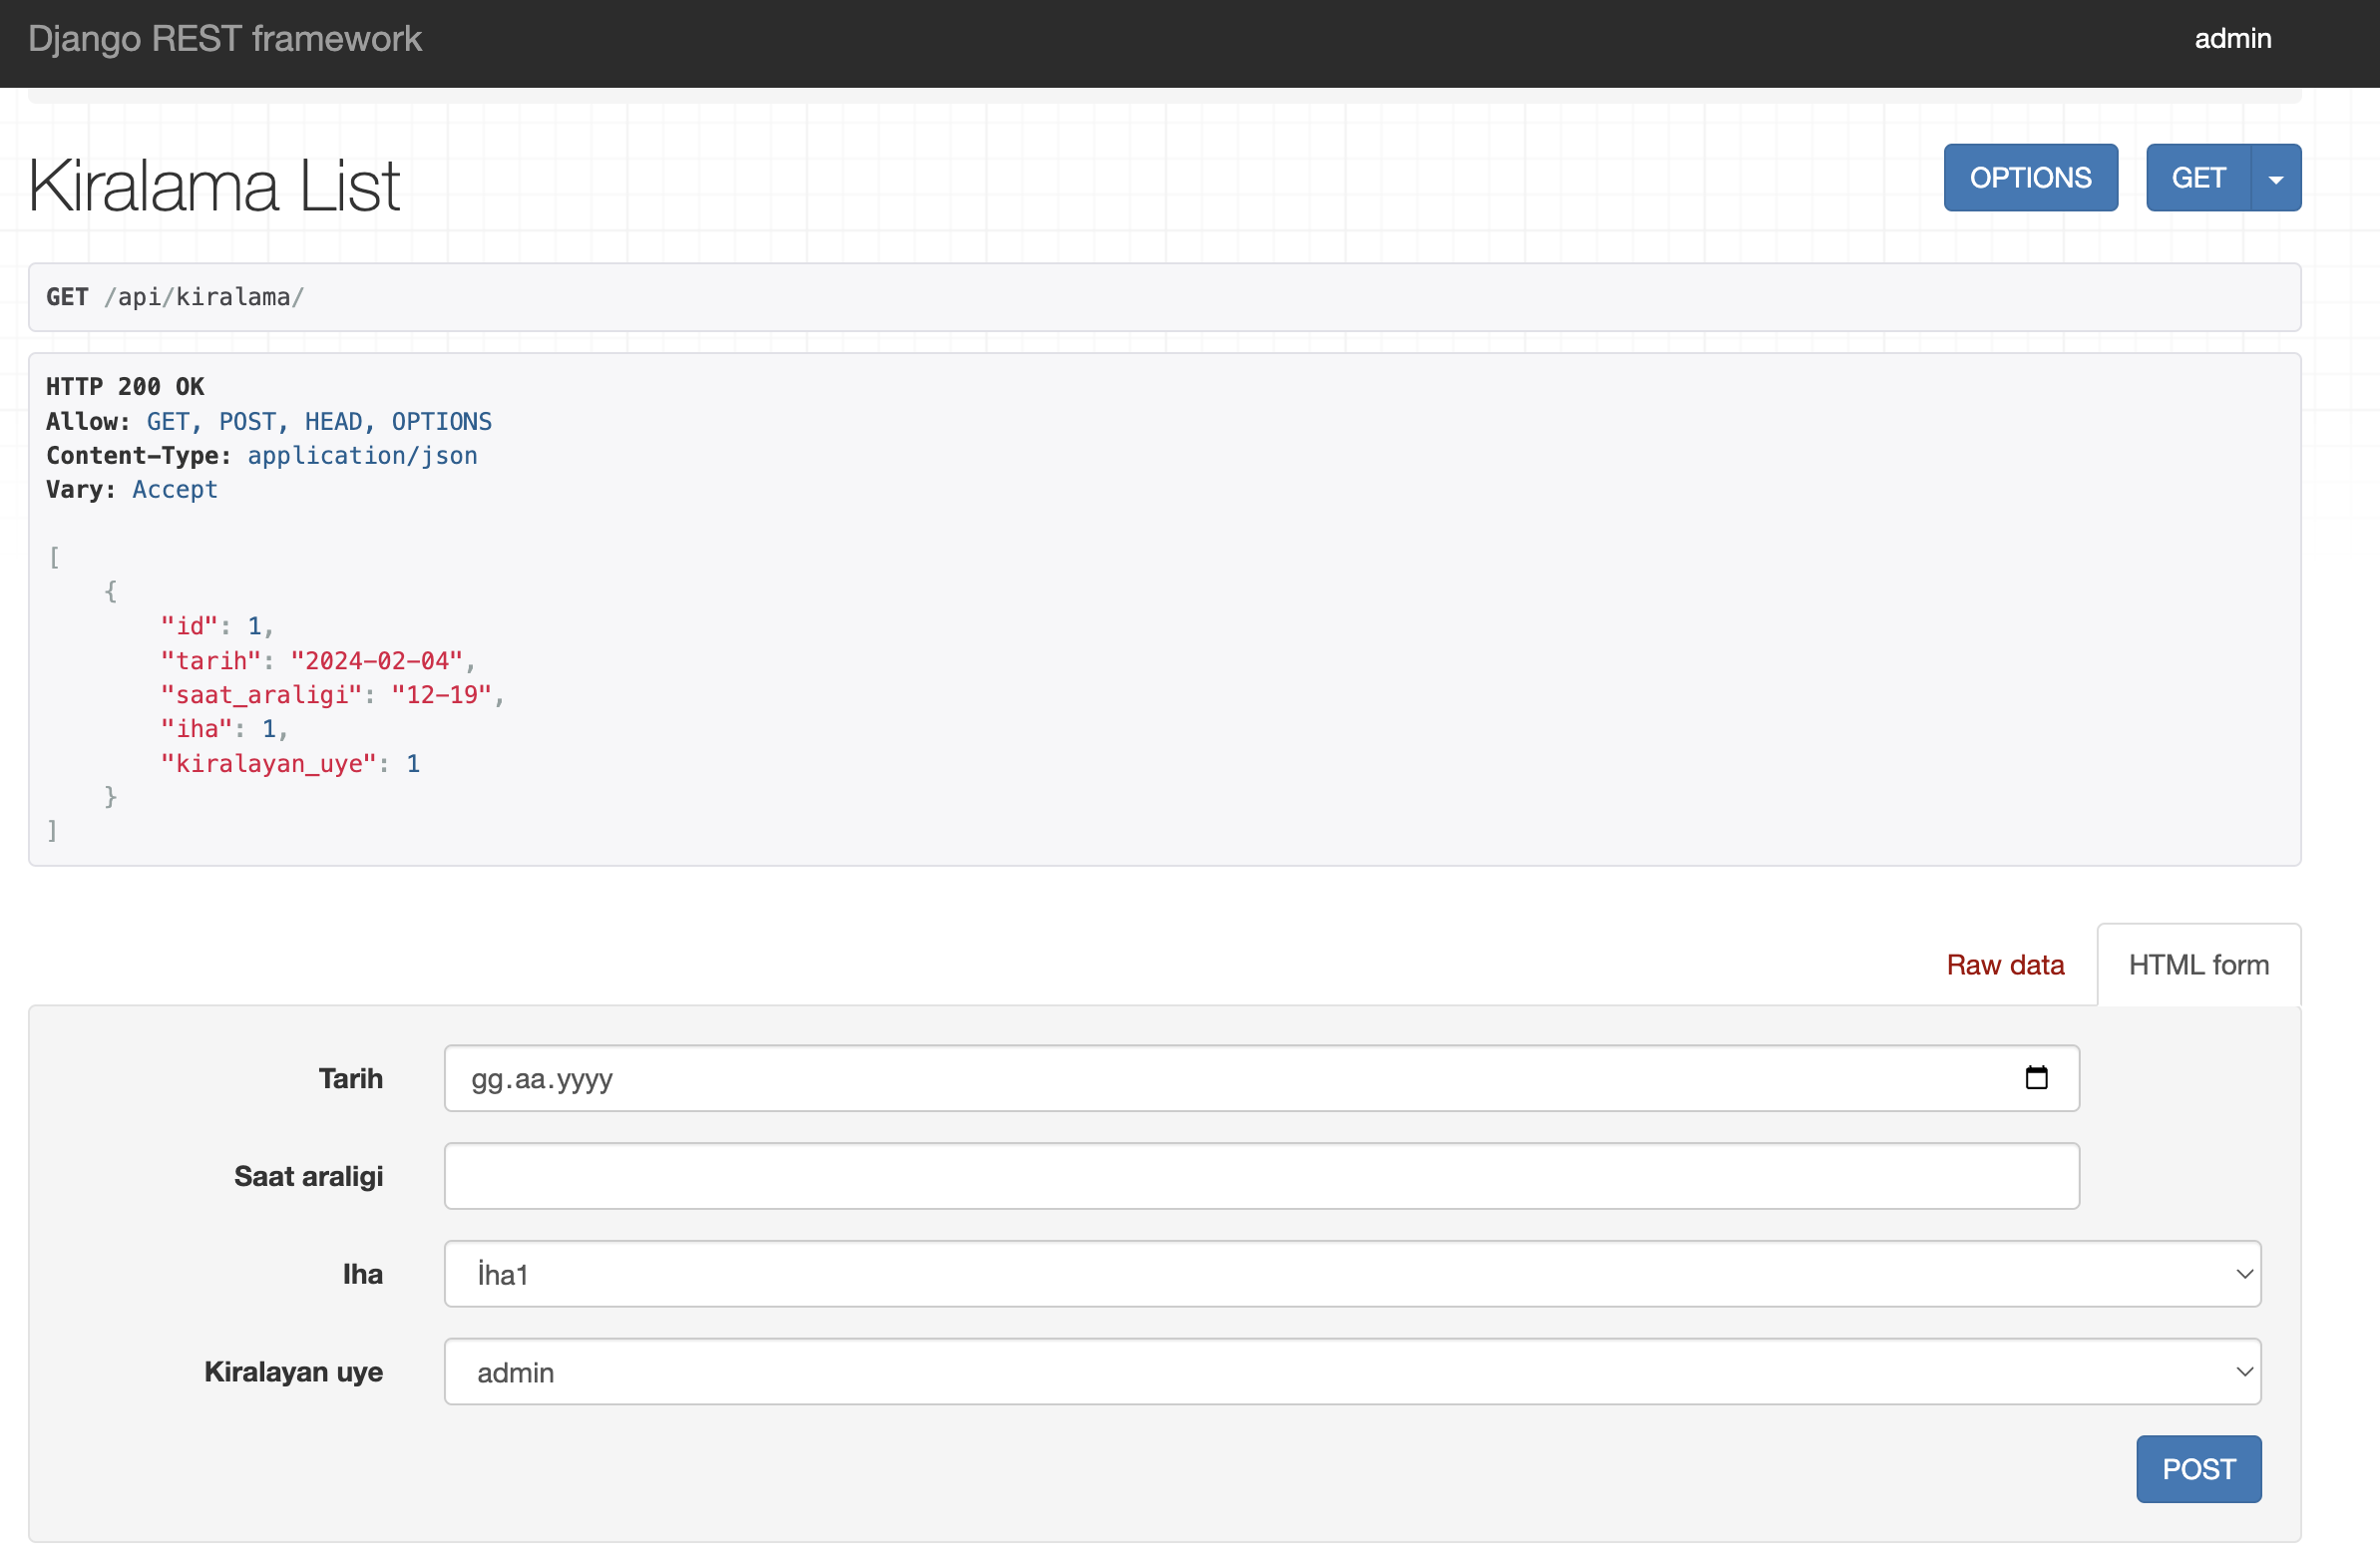 Django REST framework
admin
Kiralama List
OPTIONS
GET
GET /api/kiralama/
HTTP 200 OK
Allow: GET, POST, HEAD, OPTIONS
Content-Type: application/json
Vary: Accept
[
    {
        "id": 1,
        "tarih": "2024-02-04",
        "saat_araligi": "12-19",
        "iha": 1,
        "kiralayan_uye": 1
    }
]
Raw data
HTML form
Tarih
gg.aa.yyyy
Saat araligi
Iha
İha1
Kiralayan uye
admin
POST